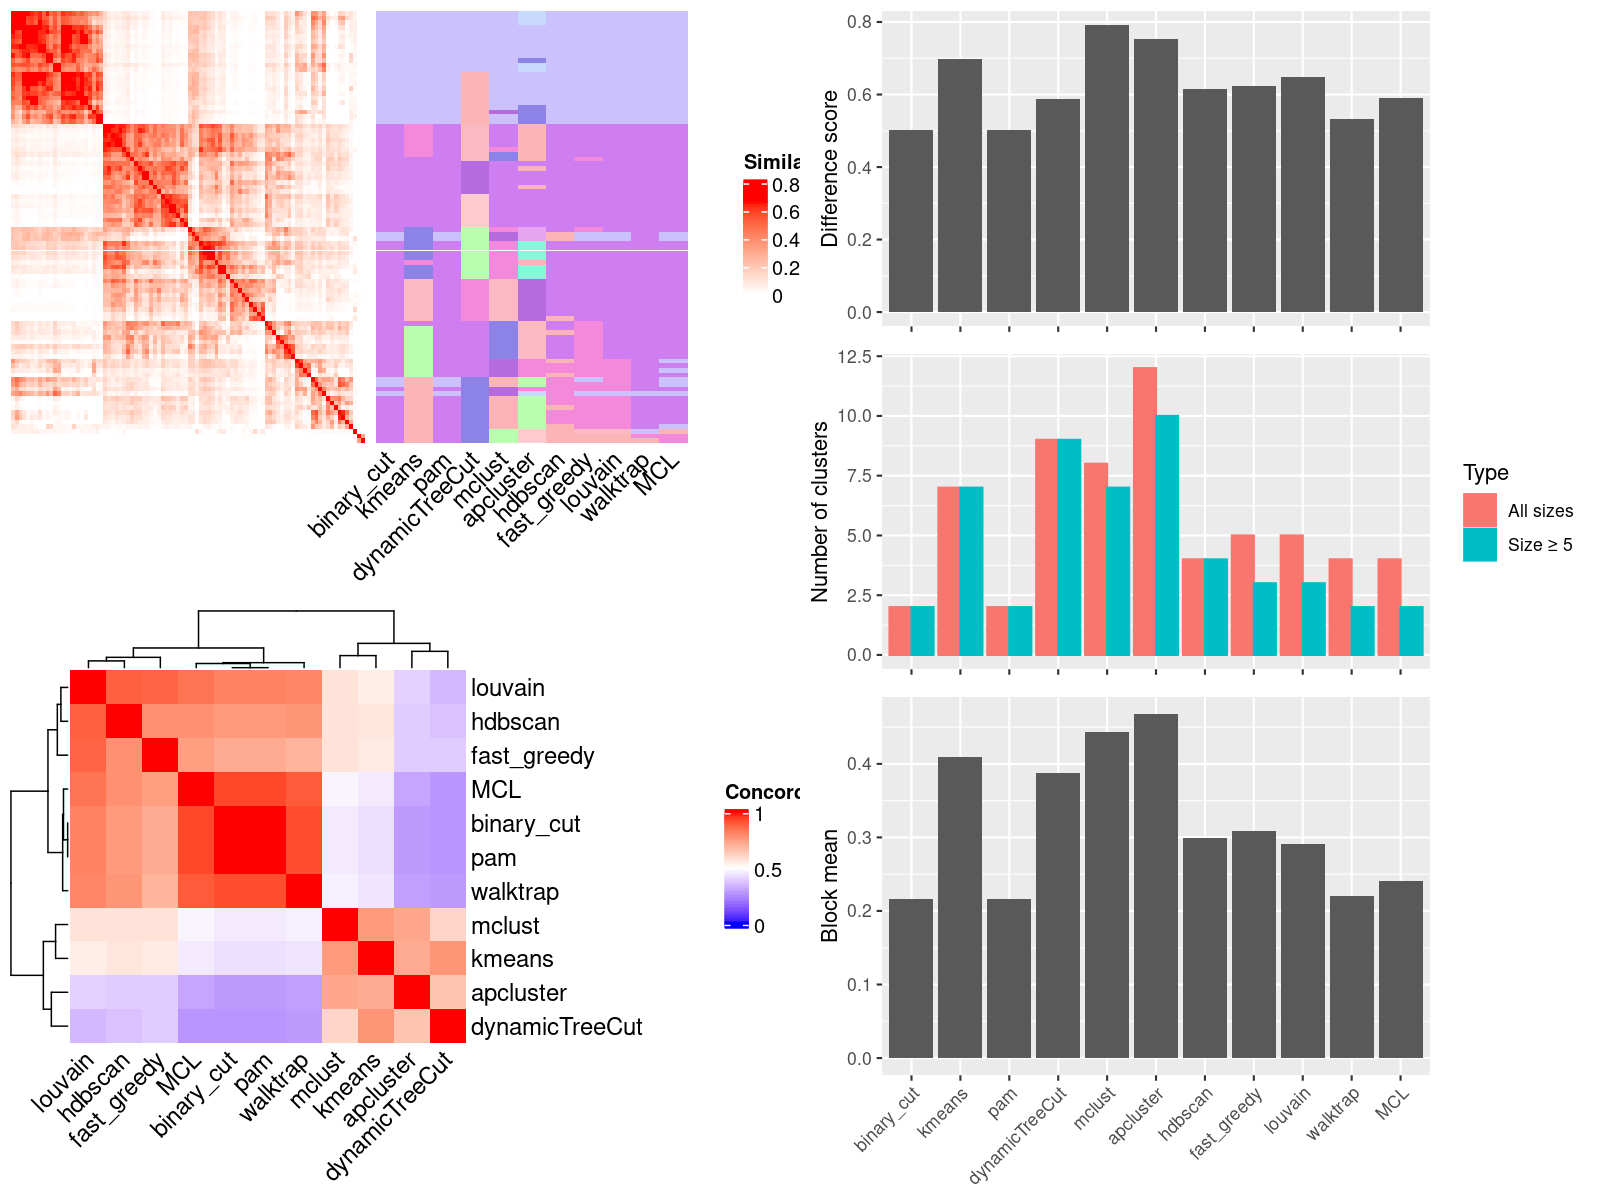 Simila
0.8
0.6
0.4
0.2
0
binary_cut
kmeans
pam
dynamicTreeCut
mclust
apcluster
hdbscan
fast_greedy
louvain
walktrap
MCL
louvain
hdbscan
fast_greedy
MCL
binary_cut
pam
walktrap
mclust
kmeans
apcluster
dynamicTreeCut
Concord
1
0.5
0
louvain
hdbscan
fast_greedy
MCL
binary_cut
pam
walktrap
mclust
kmeans
apcluster
dynamicTreeCut
Difference score
0.8
0.6
0.4
0.2
0.0
Number of clusters
12.5
10.0
7.5
5.0
2.5
0.0
Type
All sizes
Size ≥ 5
Block mean
0.4
0.3
0.2
0.1
0.0
binary_cut
kmeans
pam
dynamicTreeCut
mclust
apcluster
hdbscan
fast_greedy
louvain
walktrap
MCL